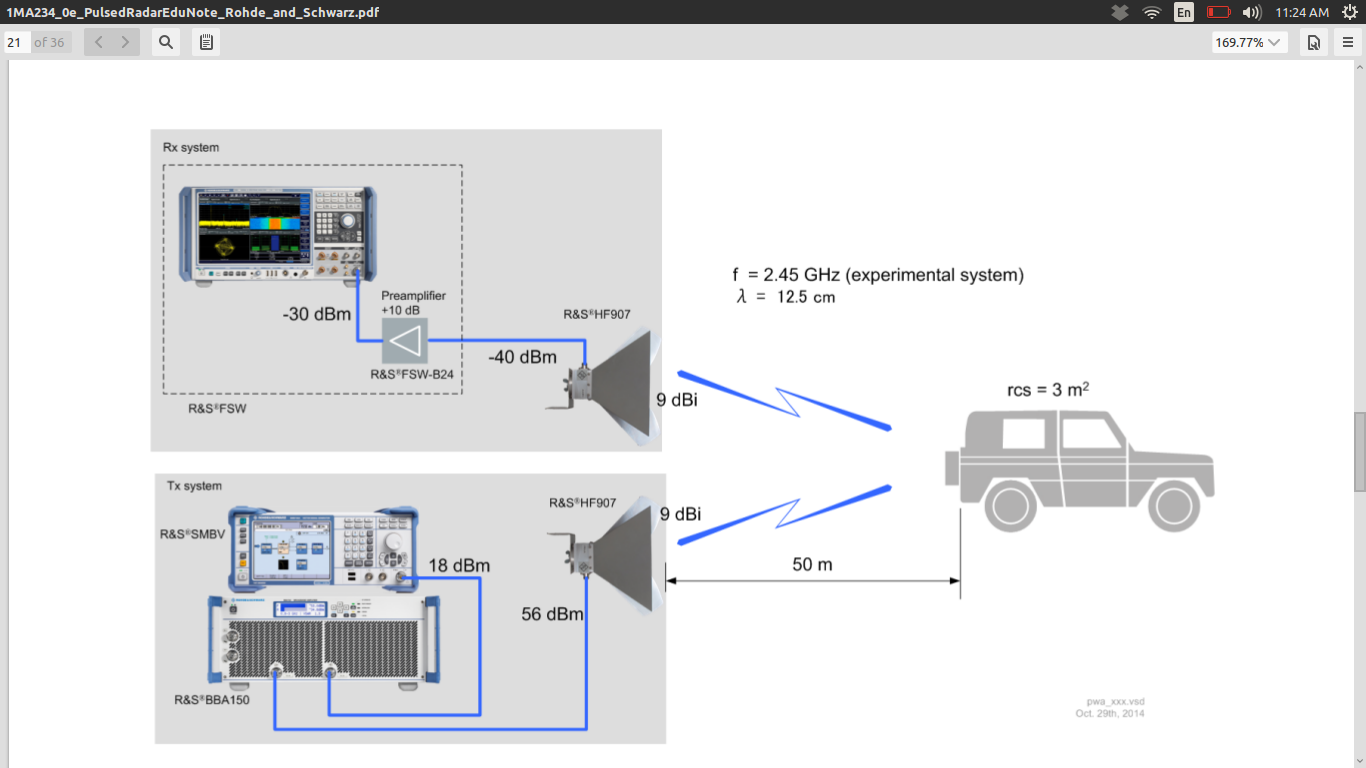 1MA234_0e_PulsedRadarEduNote_Rohde_and_Schwarz.pdf
En
11:24 AM
21 of 36
169.77%
Rx system
-30 dBm
Preamplifier
+10 dB
R&S®FSW-B24
R&S®FSW
-40 dBm
R&S®HF907
9 dBi
f = 2.45 GHz (experimental system)
λ = 12.5 cm
rcs = 3 m²
Tx system
R&S®SMBV
18 dBm
R&S®HF907
9 dBi
56 dBm
50 m
R&S®BBA150
pwa_xxx.vsd
Oct. 29th, 2014